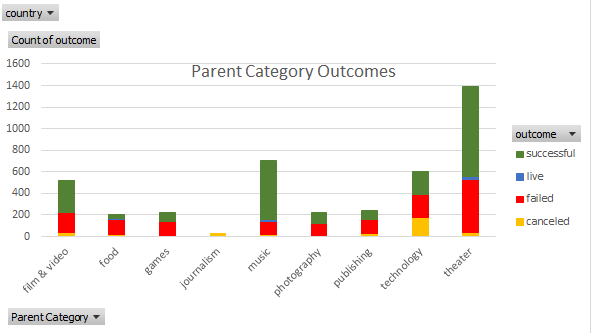 country
Count of outcome
Parent Category Outcomes
1600
1400
1200
1000
800
600
400
200
0
film & video
food
games
journalism
music
photography
publishing
technology
theater
outcome
successful
live
failed
canceled
Parent Category